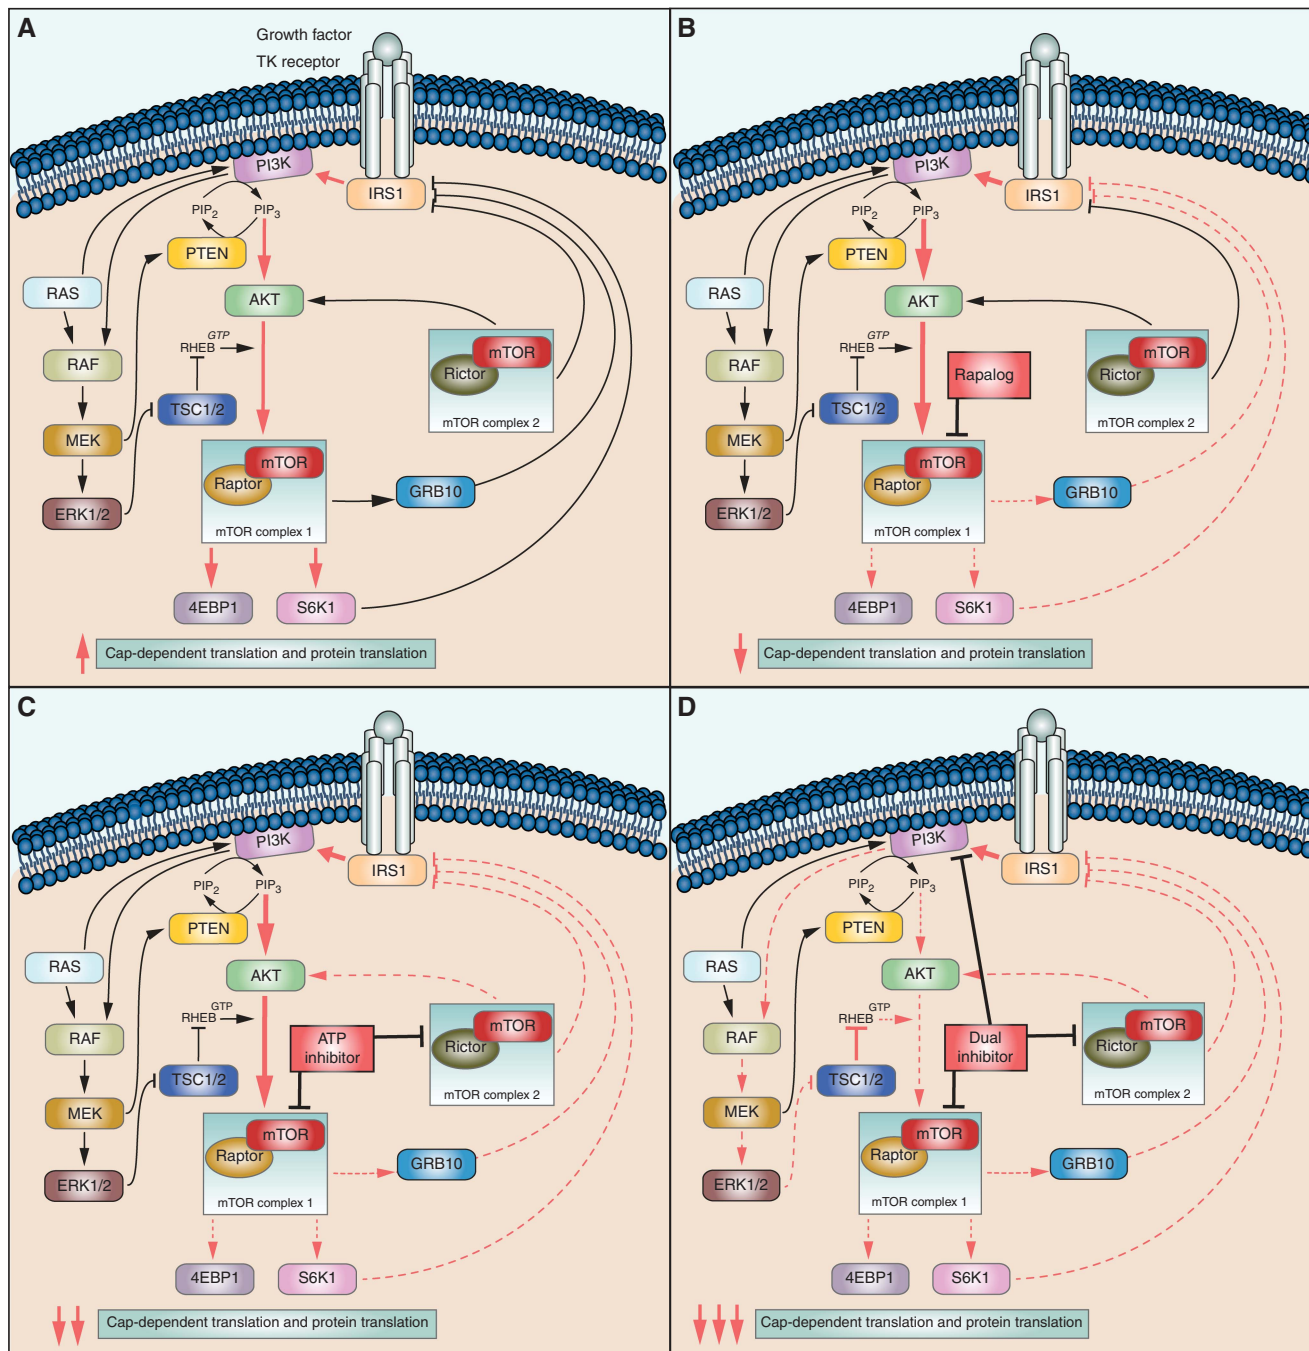 A
Growth factor
TK receptor
PI3K
IRS1
PIP2
PIP3
PTEN
RAS
AKT
GTP
RHEB
mTOR
Rictor
mTOR complex 2
RAF
TSC1/2
MEK
mTOR
Raptor
mTOR complex 1
GRB10
ERK1/2
4EBP1
S6K1
Cap-dependent translation and protein translation
B
PI3K
IRS1
PIP2
PIP3
PTEN
RAS
AKT
GTP
RHEB
mTOR
Rictor
mTOR complex 2
RAF
Rapalog
TSC1/2
MEK
mTOR
Raptor
mTOR complex 1
GRB10
ERK1/2
4EBP1
S6K1
Cap-dependent translation and protein translation
C
PI3K
IRS1
PIP2
PIP3
PTEN
RAS
AKT
GTP
RHEB
ATP
inhibitor
mTOR
Rictor
mTOR complex 2
RAF
TSC1/2
MEK
mTOR
Raptor
mTOR complex 1
GRB10
ERK1/2
4EBP1
S6K1
Cap-dependent translation and protein translation
D
PI3K
IRS1
PIP2
PIP3
PTEN
RAS
AKT
GTP
RHEB
Dual
inhibitor
mTOR
Rictor
mTOR complex 2
RAF
TSC1/2
MEK
mTOR
Raptor
mTOR complex 1
GRB10
ERK1/2
4EBP1
S6K1
Cap-dependent translation and protein translation